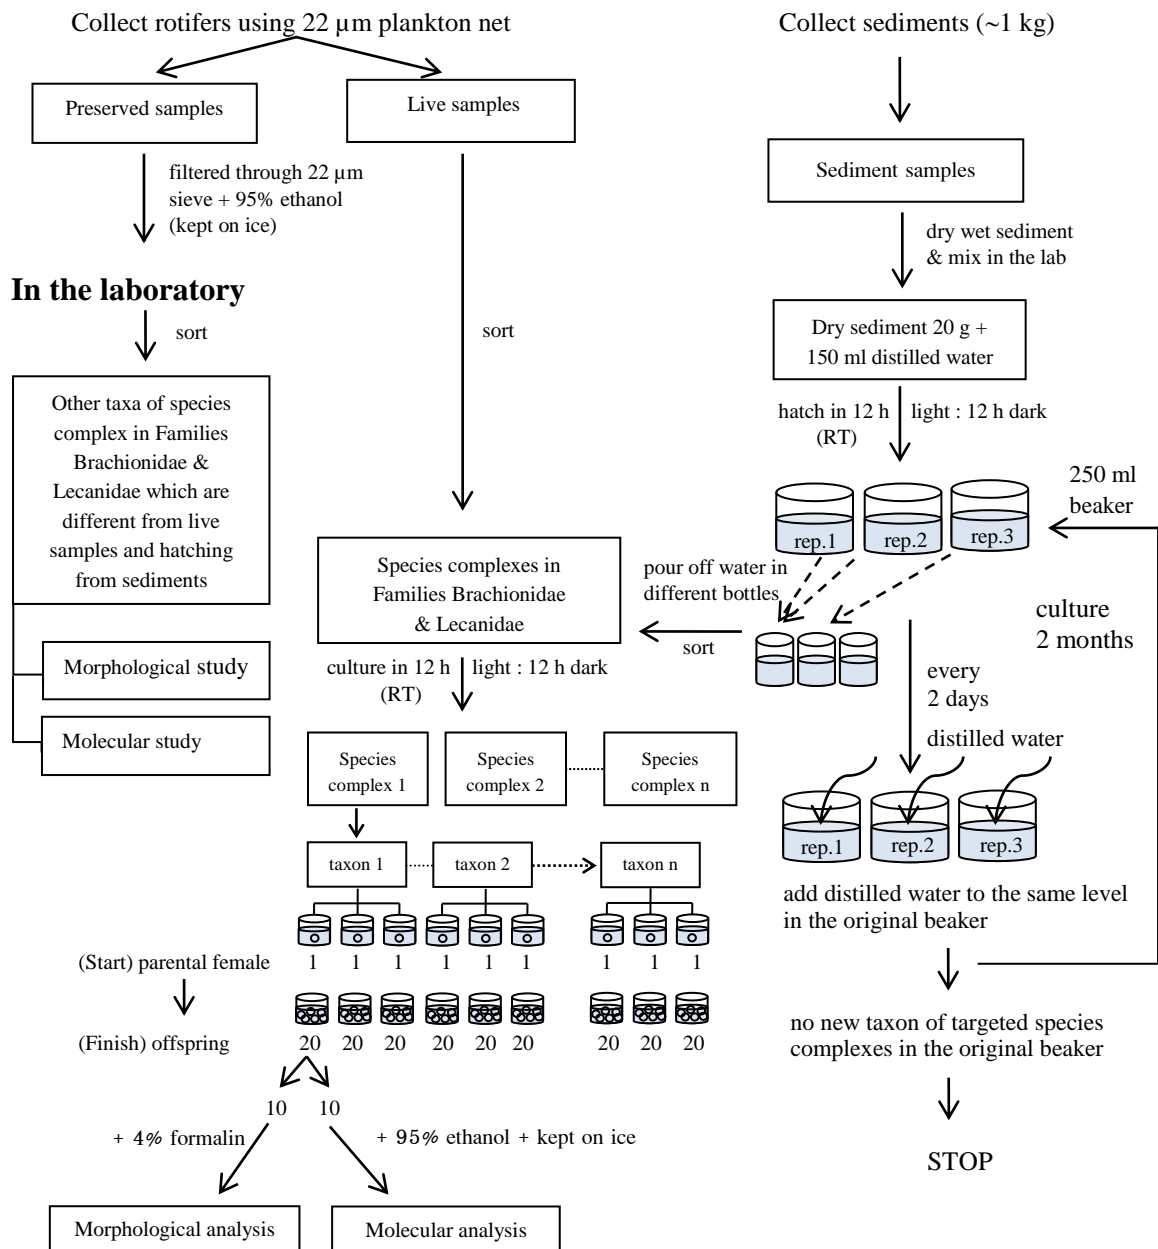 Collect rotifers using 22 µm plankton net
Preserved samples
Live samples
filtered through 22 µm
sieve + 95% ethanol
(kept on ice)
In the laboratory
sort
Other taxa of species
complex in Families
Brachionidae &
Lecanidae which are
different from live
samples and hatching
from sediments
Morphological study
Molecular study
sort
Species complexes in
Families Brachionidae
& Lecanidae
culture in 12 h light : 12 h dark
(RT)
Species
complex 1
Species
complex 2
Species
complex n
taxon 1
taxon 2
taxon n
(Start) parental female
1 1 1 1 1 1 1 1 1
(Finish) offspring
20 20 20 20 20 20 20 20 20
10 10
+ 4% formalin
+ 95% ethanol + kept on ice
Morphological analysis
Molecular analysis
Collect sediments (~1 kg)
Sediment samples
dry wet sediment
& mix in the lab
Dry sediment 20 g +
150 ml distilled water
hatch in 12 h light : 12 h dark
(RT)
250 ml
beaker
rep.1 rep.2 rep.3
pour off water in
different bottles
sort
culture
2 months
every
2 days
distilled water
rep.1 rep.2 rep.3
add distilled water to the same level
in the original beaker
no new taxon of targeted species
complexes in the original beaker
STOP